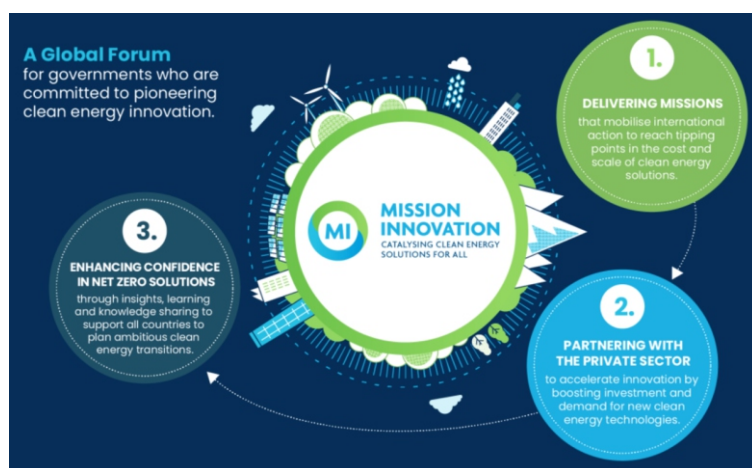 A Global Forum
for governments who are
committed to pioneering
clean energy innovation.
1.
DELIVERING MISSIONS
that mobilise international
action to reach tipping
points in the cost and
scale of clean energy
solutions.
MI
MISSION
INNOVATION
CATALYSING CLEAN ENERGY
SOLUTIONS FOR ALL
2.
PARTNERING WITH
THE PRIVATE SECTOR
to accelerate innovation by
boosting investment and
demand for new clean
energy technologies.
3.
ENHANCING CONFIDENCE
IN NET ZERO SOLUTIONS
through insights, learning
and knowledge sharing to
support all countries to
plan ambitious clean
energy transitions.